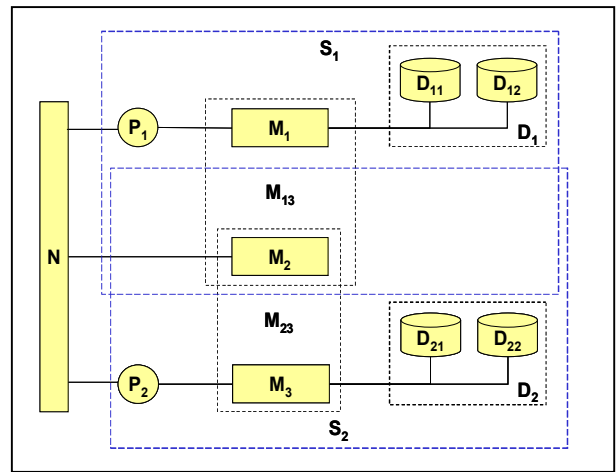 S₁
D₁₁ D₁₂
P₁ M₁
D₁
M₁₃
N M₂
M₂₃
D₂₁ D₂₂
P₂ M₃
D₂
S₂